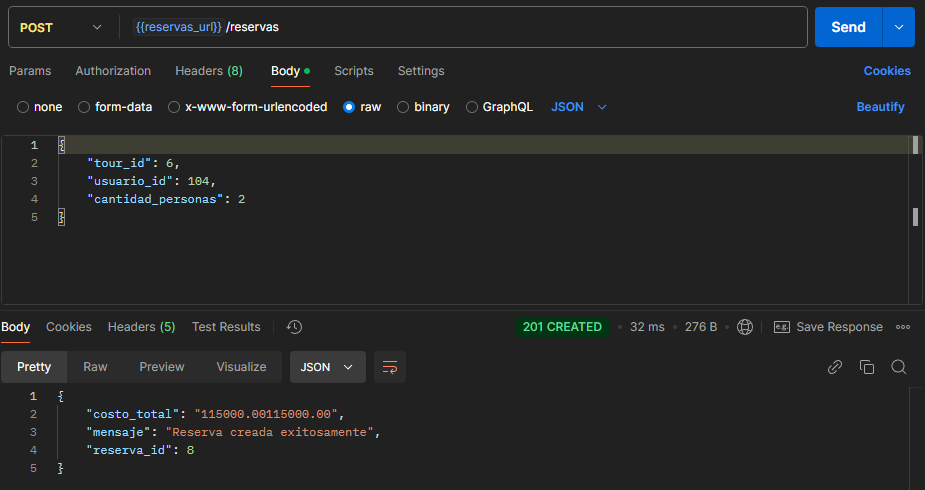 POST {{reservas_url}} /reservas Send
Params Authorization Headers (8) Body Scripts Settings Cookies
none form-data x-www-form-urlencoded raw binary GraphQL JSON Beautify
1 {
2 "tour_id": 6,
3 "usuario_id": 104,
4 "cantidad_personas": 2
5 }
Body Cookies Headers (5) Test Results 201 CREATED • 32 ms • 276 B • e.g. Save Response
Pretty Raw Preview Visualize JSON
1 {
2 "costo_total": "115000.00115000.00",
3 "mensaje": "Reserva creada exitosamente",
4 "reserva_id": 8
5 }